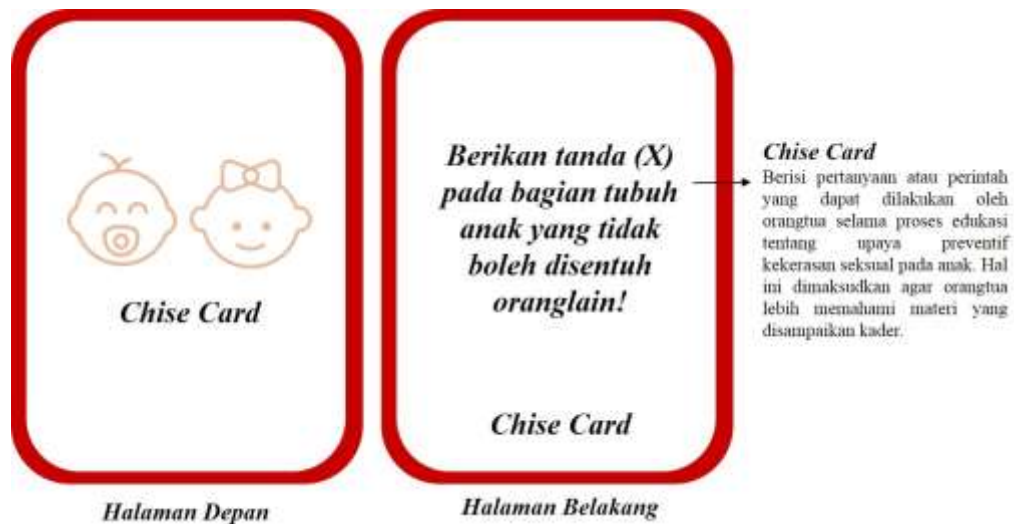 Chise Card
Halaman Depan
Berikan tanda (X)
pada bagian tubuh
anak yang tidak
boleh disentuh
oranglain!
Chise Card
Halaman Belakang
Chise Card
Berisi pertanyaan atau perintah
yang dapat dilakukan oleh
orangtua selama proses edukasi
tentang upaya preventif
kekerasan seksual pada anak. Hal
ini dimaksudkan agar orangtua
lebih memahami materi yang
disampaikan kader.